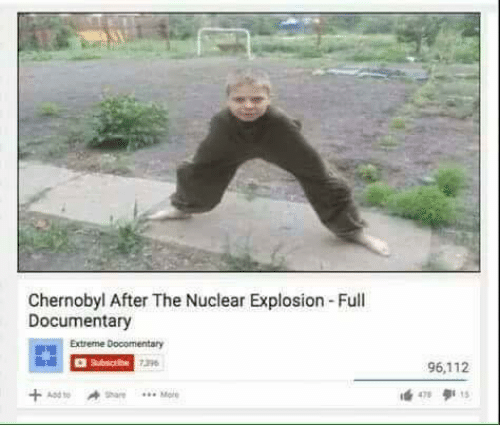 Chernobyl After The Nuclear Explosion - Full
Documentary
Extreme Docomentary
Subscribe 7,396
96,112
Add to Share More
479 15